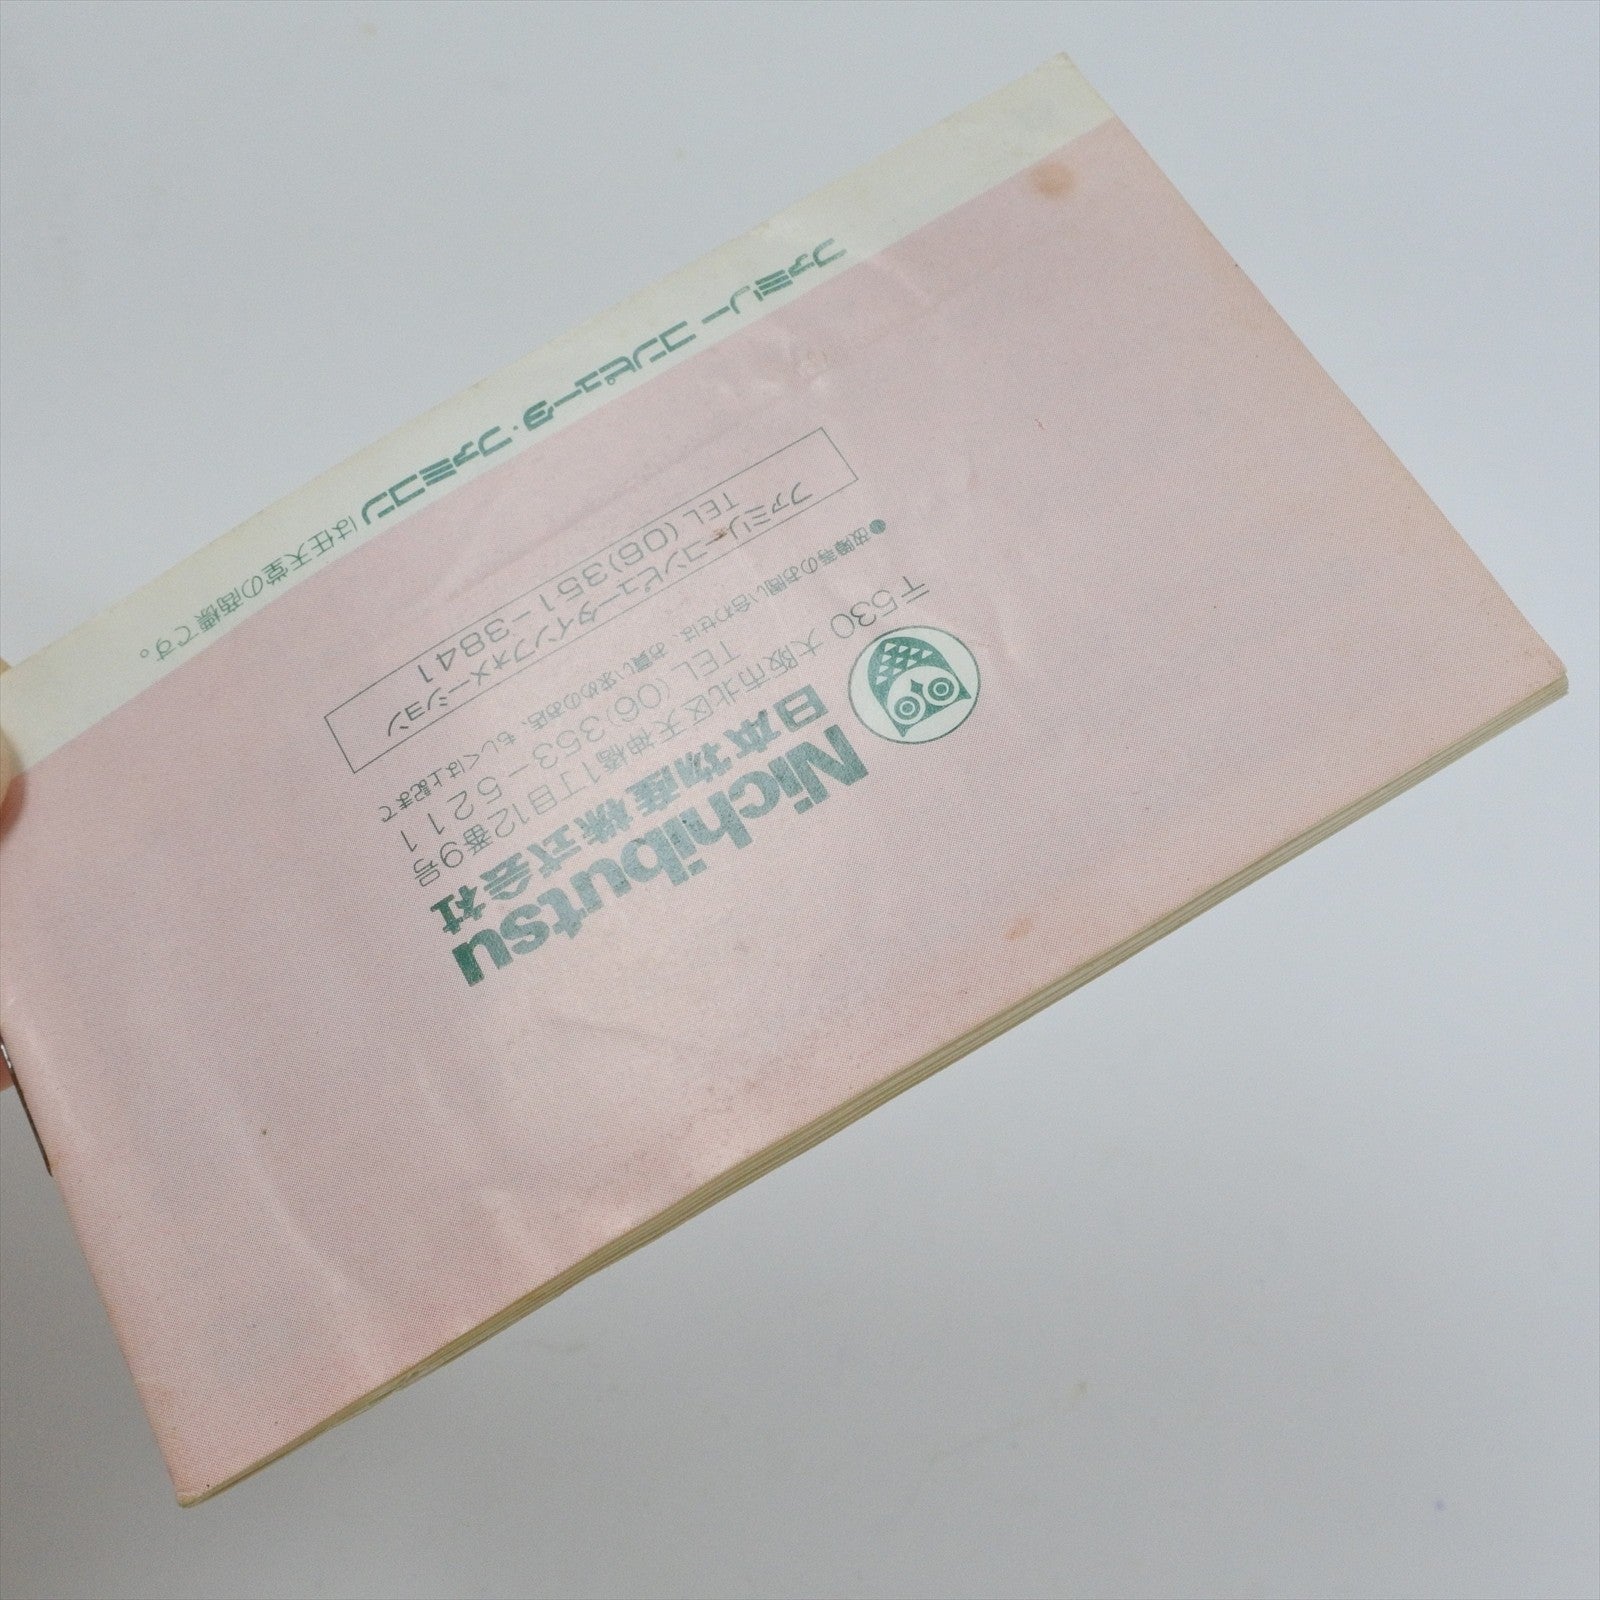 Nichibutsu
日本物産株式会社
〒530 大阪市北区天神橋1丁目12番9号
TEL (06)353-5211
●故障等のお問い合わせは、お買い求めのお店、もしくは上記まで
ファミリーコンピュータインフォメーション
TEL (06)351-3841
ファミリー コンピュータ・ファミコンは任天堂の商標です。